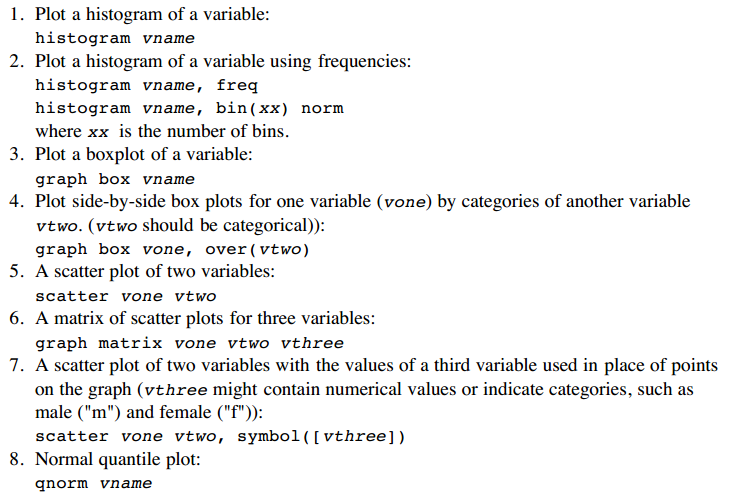 1. Plot a histogram of a variable:
histogram vname
2. Plot a histogram of a variable using frequencies:
histogram vname, freq
histogram vname, bin(xx) norm
where xx is the number of bins.
3. Plot a boxplot of a variable:
graph box vname
4. Plot side-by-side box plots for one variable (vone) by categories of another variable
vtwo. (vtwo should be categorical)):
graph box vone, over(vtwo)
5. A scatter plot of two variables:
scatter vone vtwo
6. A matrix of scatter plots for three variables:
graph matrix vone vtwo vthree
7. A scatter plot of two variables with the values of a third variable used in place of points
on the graph (vthree might contain numerical values or indicate categories, such as
male ("m") and female ("f")):
scatter vone vtwo, symbol([vthree])
8. Normal quantile plot:
qnorm vname